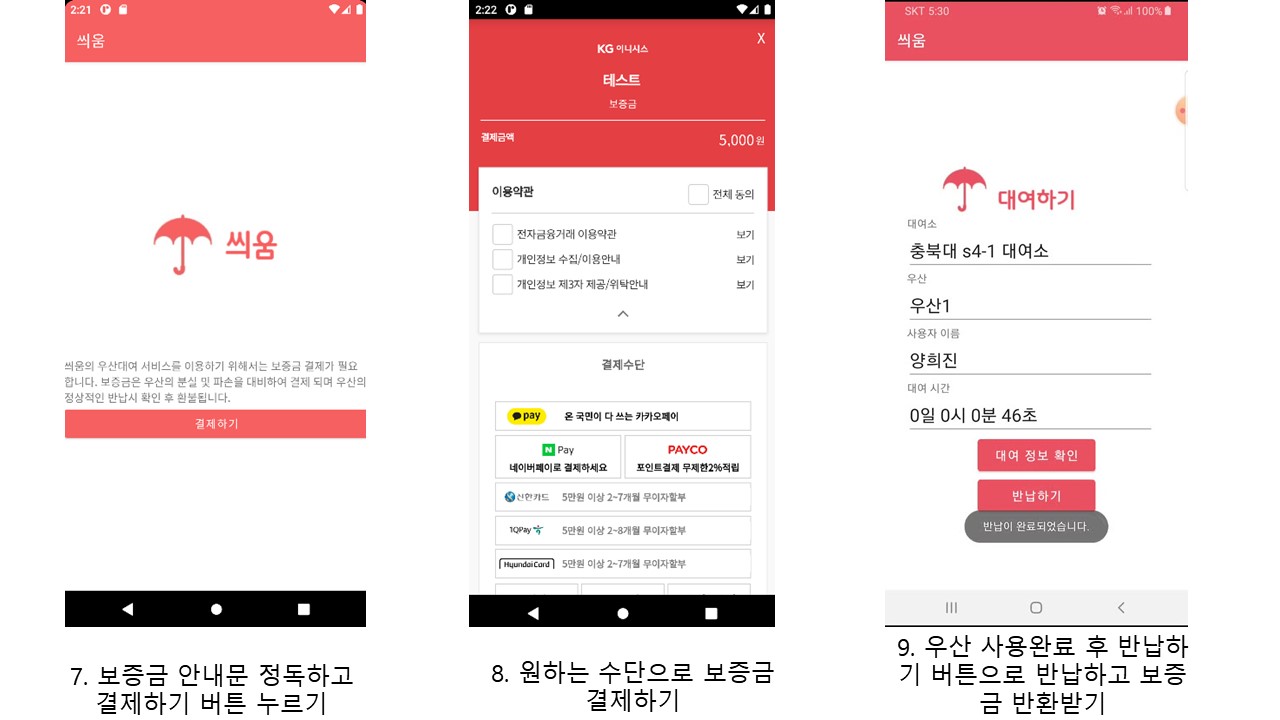 2:21
씌움
씌움
씌움의 우산대여 서비스를 이용하기 위해서는 보증금 결제가 필요
합니다. 보증금은 우산의 분실 및 파손을 대비하여 결제 되며 우산의
정상적인 반납시 확인 후 환불됩니다.
결제하기
7. 보증금 안내문 정독하고
결제하기 버튼 누르기
2:22
X
KG 이니시스
테스트
보증금
결제금액 5,000원
이용약관 전체 동의
전자금융거래 이용약관 보기
개인정보 수집/이용안내 보기
개인정보 제3자 제공/위탁안내 보기
결제수단
pay 온 국민이 다 쓰는 카카오페이
N Pay
네이버페이로 결제하세요
PAYCO
포인트결제 무제한2%적립
신한카드 5만원 이상 2~7개월 무이자할부
1QPay 5만원 이상 2~8개월 무이자할부
HyundaiCard 5만원 이상 2~7개월 무이자할부
8. 원하는 수단으로 보증금
결제하기
SKT 5:30 100%
씌움
대여하기
대여소
충북대 s4-1 대여소
우산
우산1
사용자 이름
양희진
대여 시간
0일 0시 0분 46초
대여 정보 확인
반납하기
반납이 완료되었습니다.
9. 우산 사용완료 후 반납하
기 버튼으로 반납하고 보증
금 반환받기